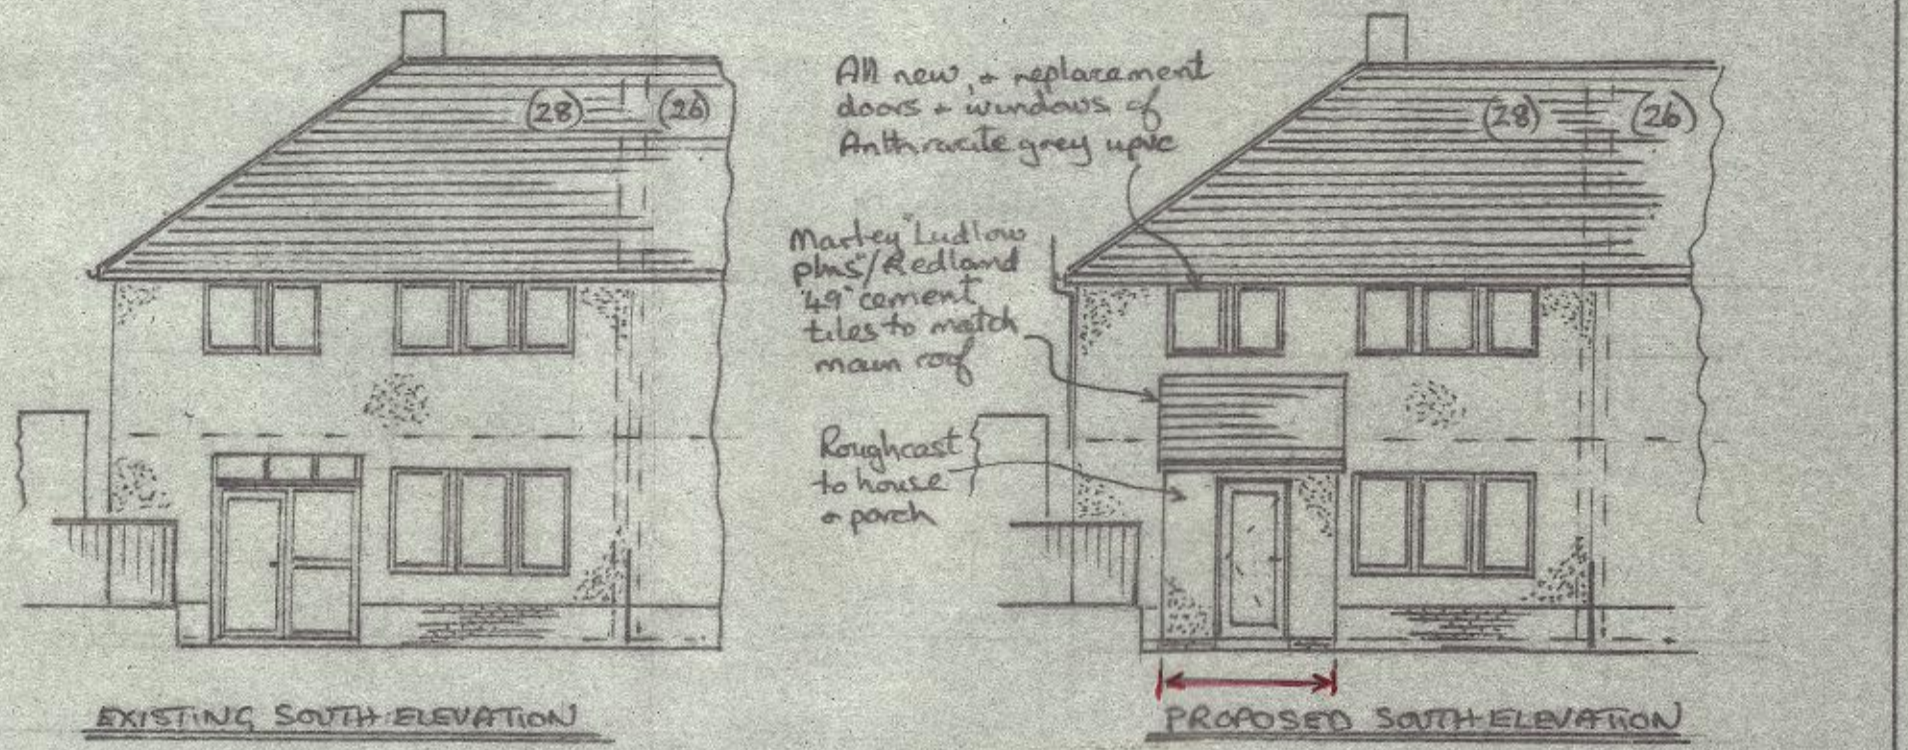 (28) (26)
EXISTING SOUTH ELEVATION
All new, + replacement
doors + windows of
Anthracite grey upvc
Marley "Ludlow
plus"/Redland
"49" cement
tiles to match
main roof
Roughcast
to house
+ porch
(28) (26)
PROPOSED SOUTH ELEVATION